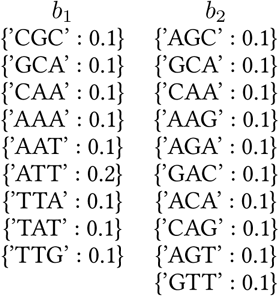 b₁ b₂
{'CGC' : 0.1} {'AGC' : 0.1}
{'GCA' : 0.1} {'GCA' : 0.1}
{'CAA' : 0.1} {'CAA' : 0.1}
{'AAA' : 0.1} {'AAG' : 0.1}
{'AAT' : 0.1} {'AGA' : 0.1}
{'ATT' : 0.2} {'GAC' : 0.1}
{'TTA' : 0.1} {'ACA' : 0.1}
{'TAT' : 0.1} {'CAG' : 0.1}
{'TTG' : 0.1} {'AGT' : 0.1}
{'GTT' : 0.1}